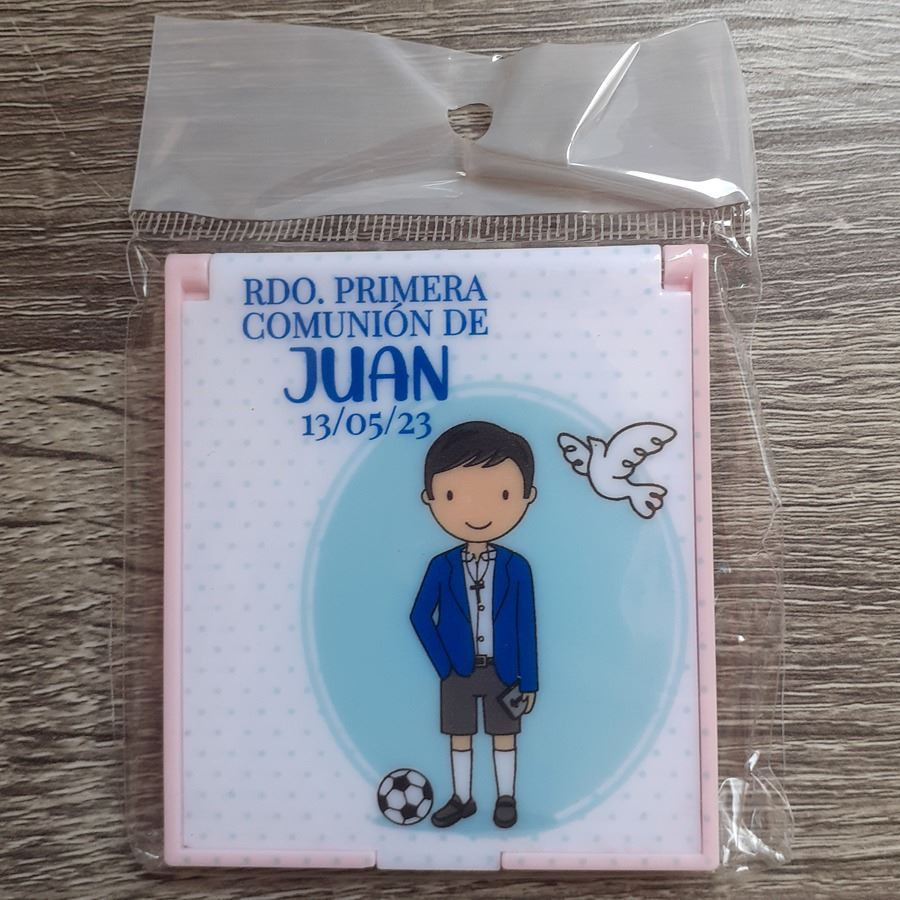 RDO. PRIMERA
COMUNIÓN DE
JUAN
13/05/23